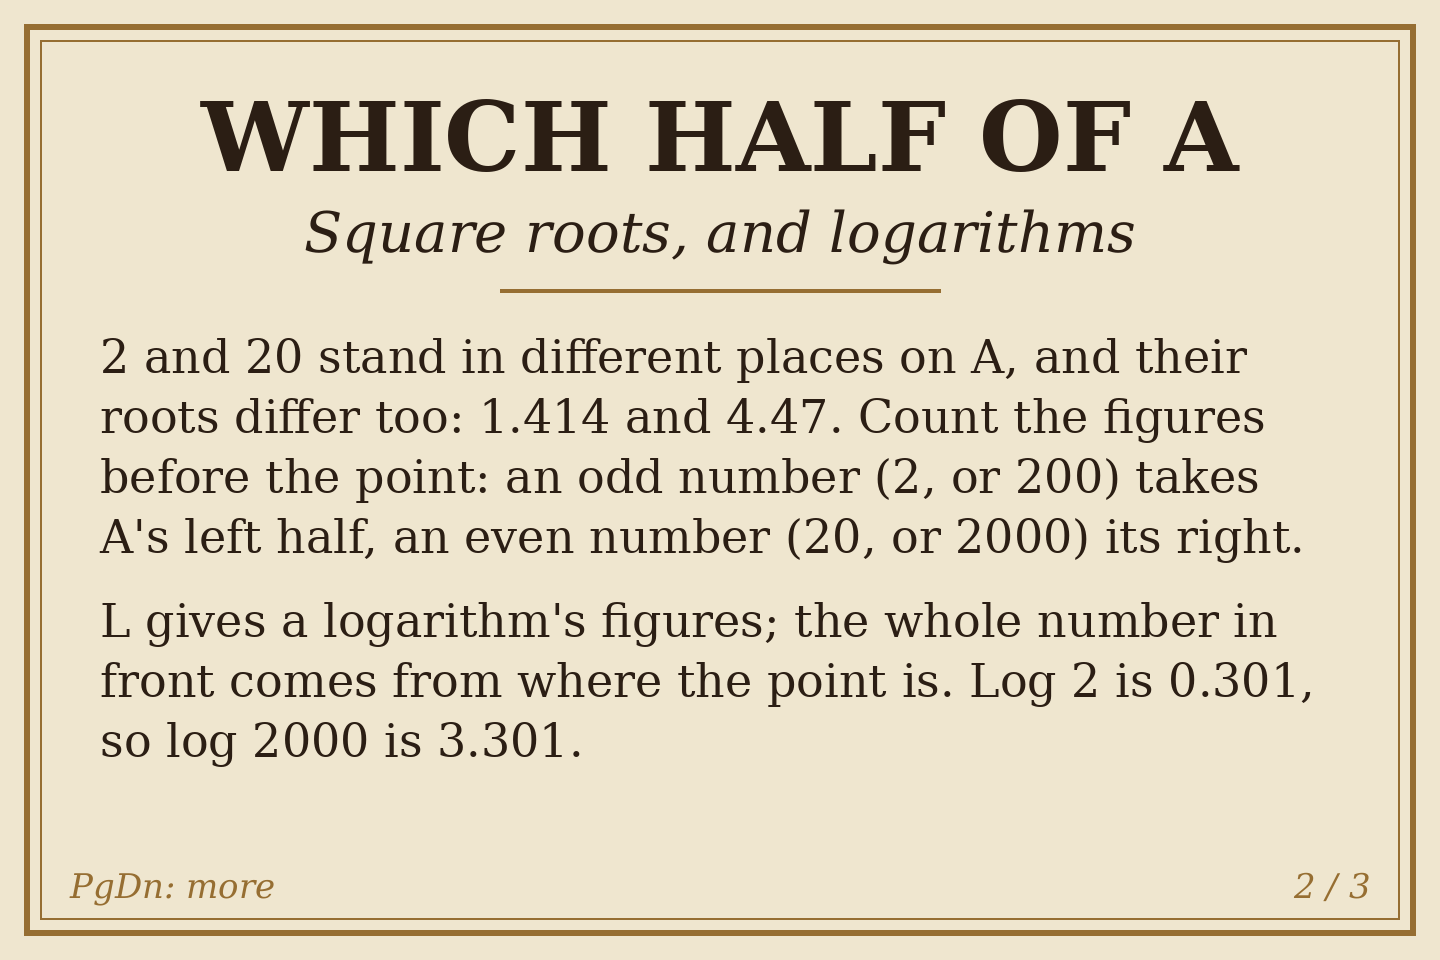 WHICH HALF OF A
Square roots, and logarithms
2 and 20 stand in different places on A, and their
roots differ too: 1.414 and 4.47. Count the figures
before the point: an odd number (2, or 200) takes
A's left half, an even number (20, or 2000) its right.
L gives a logarithm's figures; the whole number in
front comes from where the point is. Log 2 is 0.301,
so log 2000 is 3.301.
PgDn: more
2 / 3